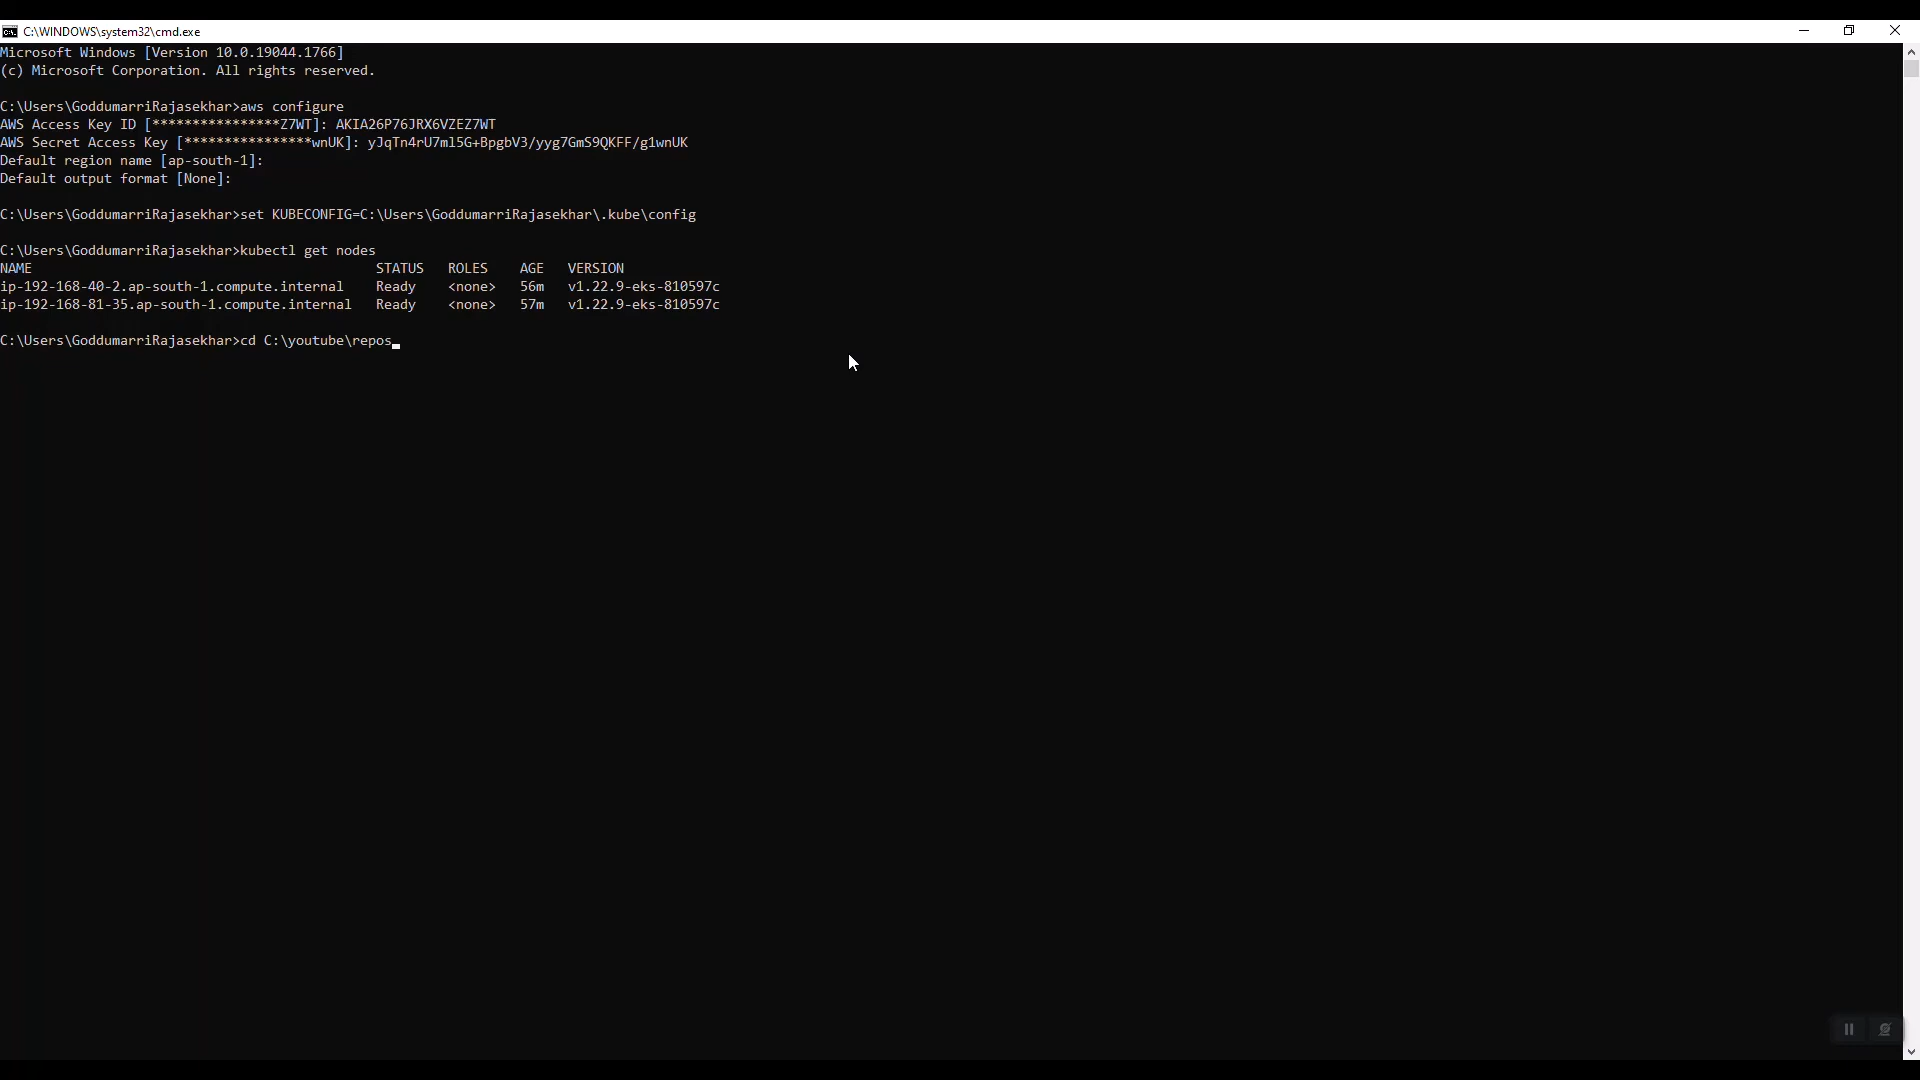 C:\WINDOWS\system32\cmd.exe
Microsoft Windows [Version 10.0.19044.1766]
(c) Microsoft Corporation. All rights reserved.
C:\Users\GoddumarriRajasekhar>aws configure
AWS Access Key ID [****************Z7WT]: AKIA26P76JRX6VZEZ7WT
AWS Secret Access Key [****************wnUK]: 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
Default region name [ap-south-1]:
Default output format [None]:
C:\Users\GoddumarriRajasekhar>set KUBECONFIG=C:\Users\GoddumarriRajasekhar\.kube\config
C:\Users\GoddumarriRajasekhar>kubectl get nodes
NAME STATUS ROLES AGE VERSION
ip-192-168-40-2.ap-south-1.compute.internal Ready <none> 56m v1.22.9-eks-810597c
ip-192-168-81-35.ap-south-1.compute.internal Ready <none> 57m v1.22.9-eks-810597c
C:\Users\GoddumarriRajasekhar>cd C:\youtube\repos